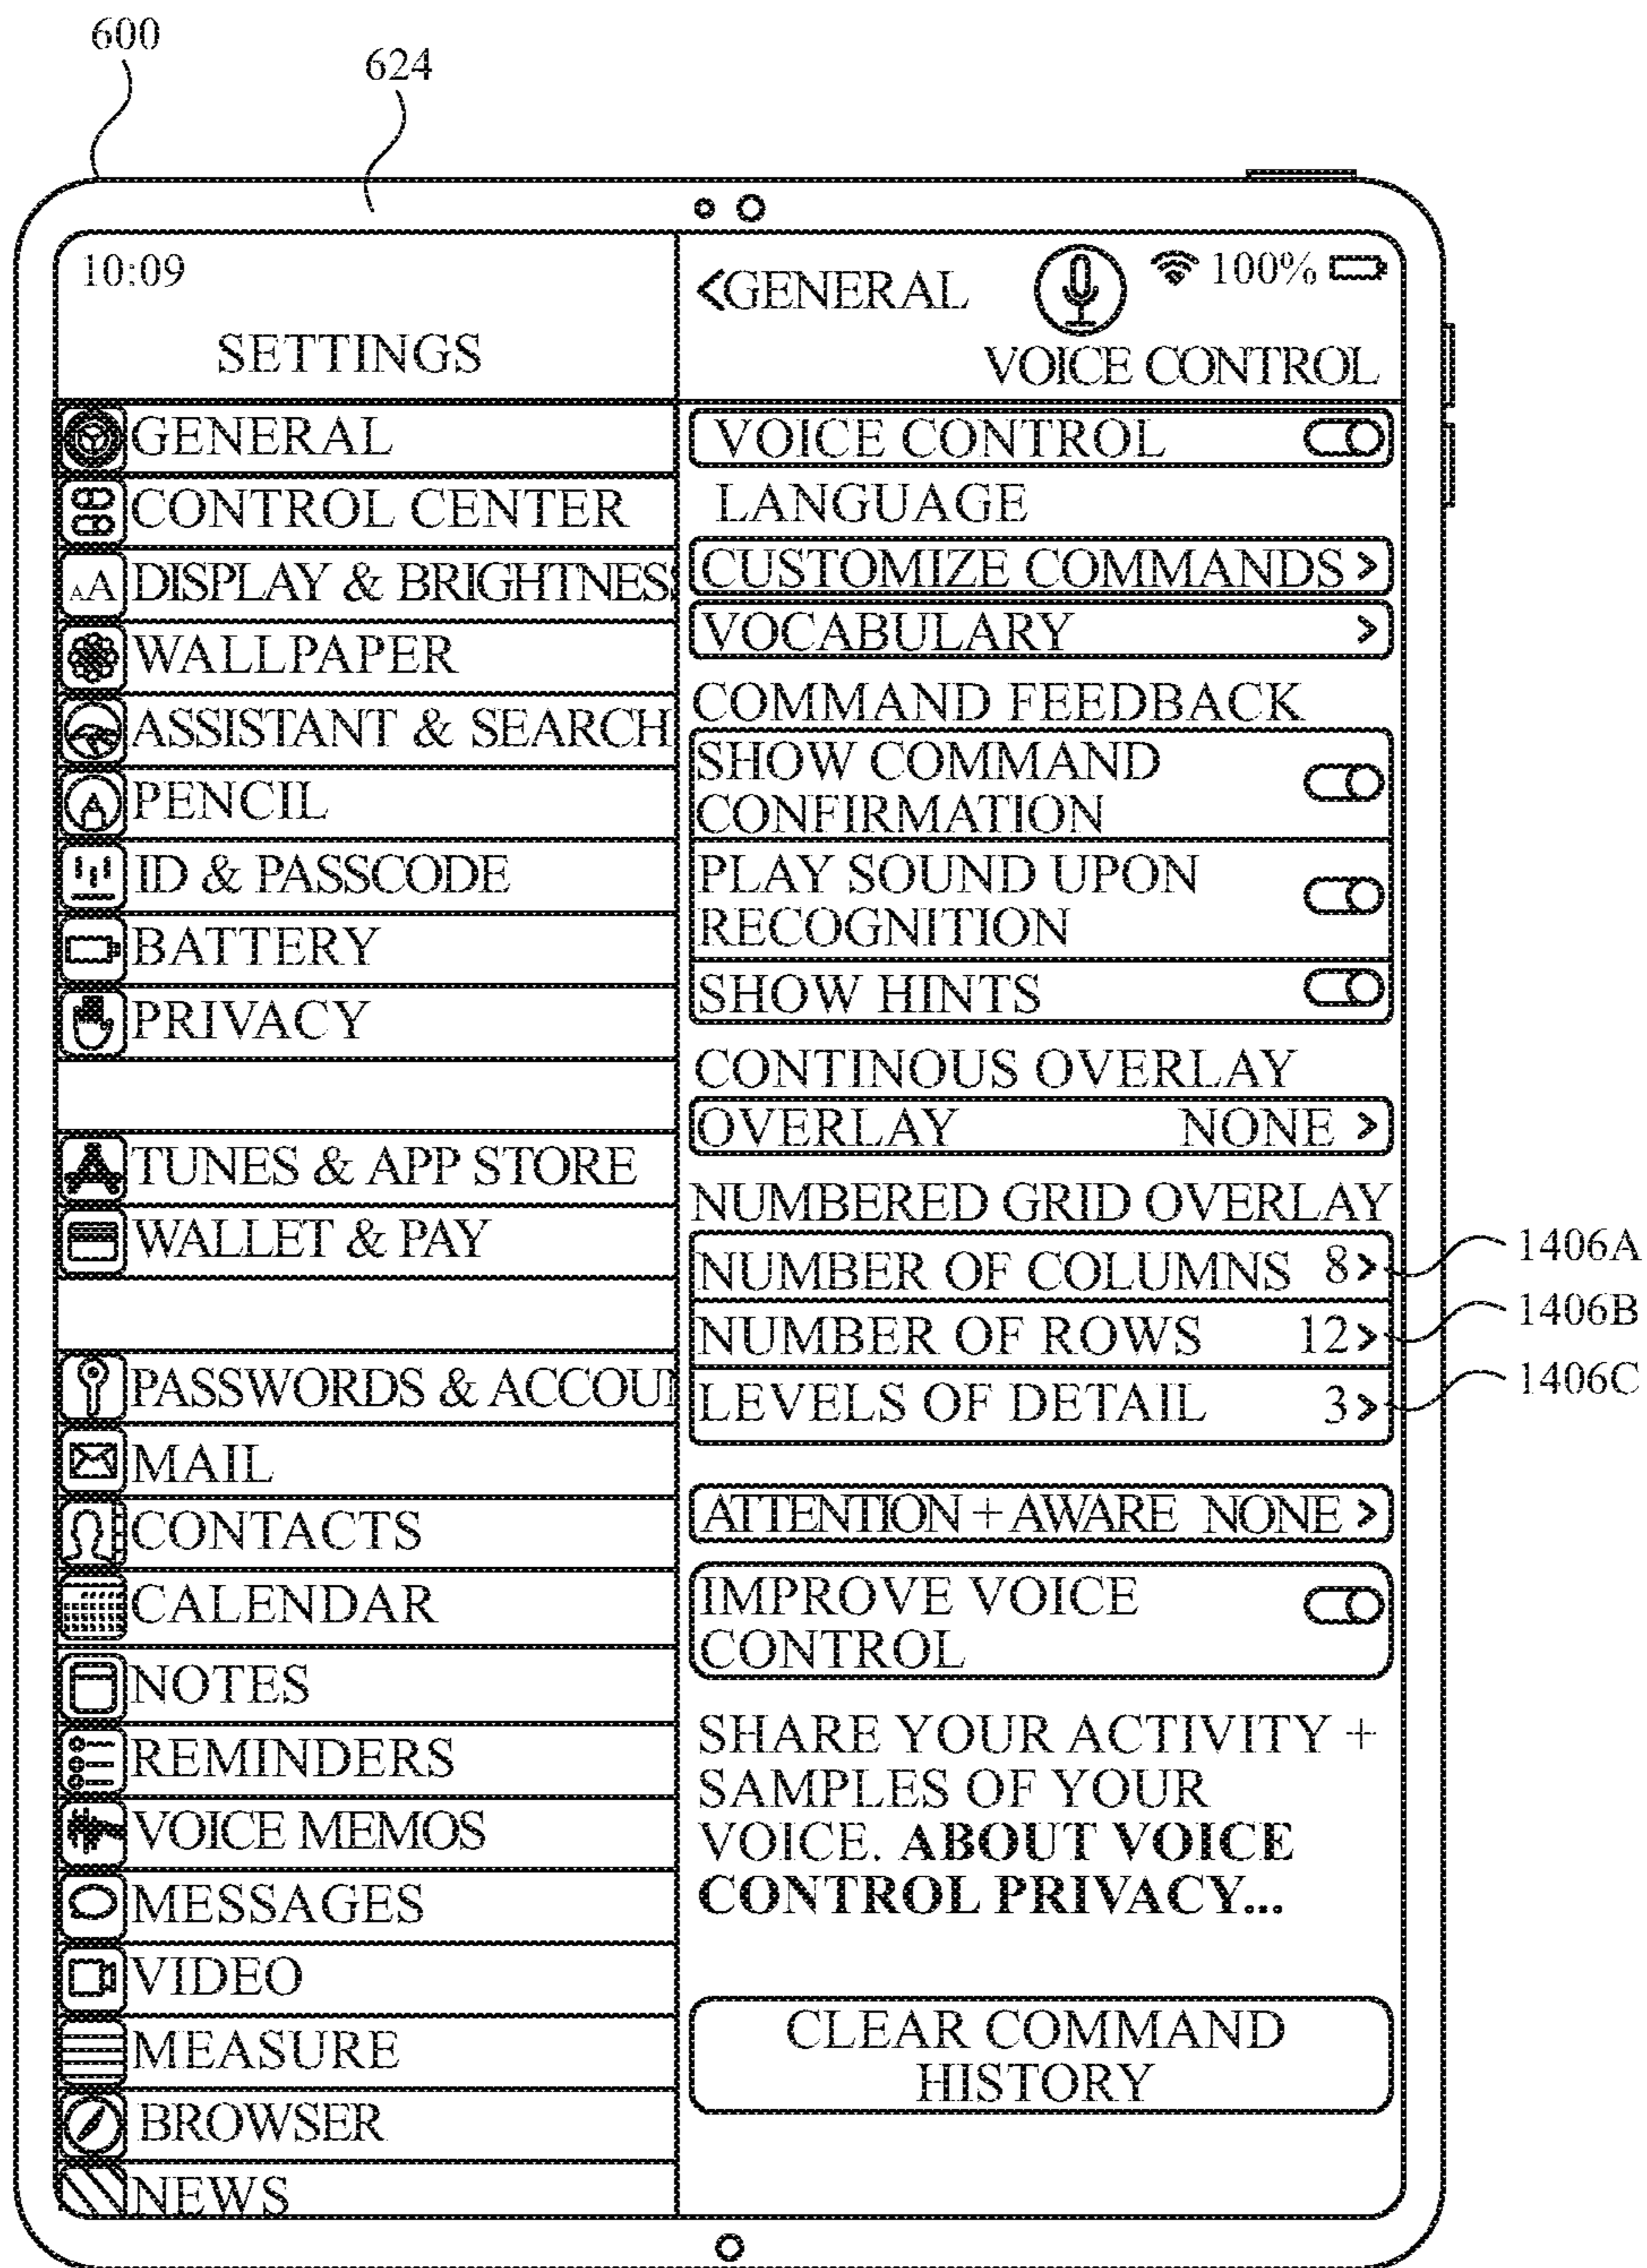 600
624
10:09
SETTINGS
GENERAL
CONTROL CENTER
AA DISPLAY & BRIGHTNES
WALLPAPER
ASSISTANT & SEARCH
PENCIL
ID & PASSCODE
BATTERY
PRIVACY
TUNES & APP STORE
WALLET & PAY
PASSWORDS & ACCOUN
MAIL
CONTACTS
CALENDAR
NOTES
REMINDERS
VOICE MEMOS
MESSAGES
VIDEO
MEASURE
BROWSER
NEWS
<GENERAL
100%
VOICE CONTROL
VOICE CONTROL
LANGUAGE
CUSTOMIZE COMMANDS >
VOCABULARY >
COMMAND FEEDBACK
SHOW COMMAND
CONFIRMATION
PLAY SOUND UPON
RECOGNITION
SHOW HINTS
CONTINOUS OVERLAY
OVERLAY NONE >
NUMBERED GRID OVERLAY
NUMBER OF COLUMNS 8>
NUMBER OF ROWS 12>
LEVELS OF DETAIL 3>
ATTENTION + AWARE NONE >
IMPROVE VOICE
CONTROL
SHARE YOUR ACTIVITY +
SAMPLES OF YOUR
VOICE. ABOUT VOICE
CONTROL PRIVACY...
CLEAR COMMAND
HISTORY
1406A
1406B
1406C